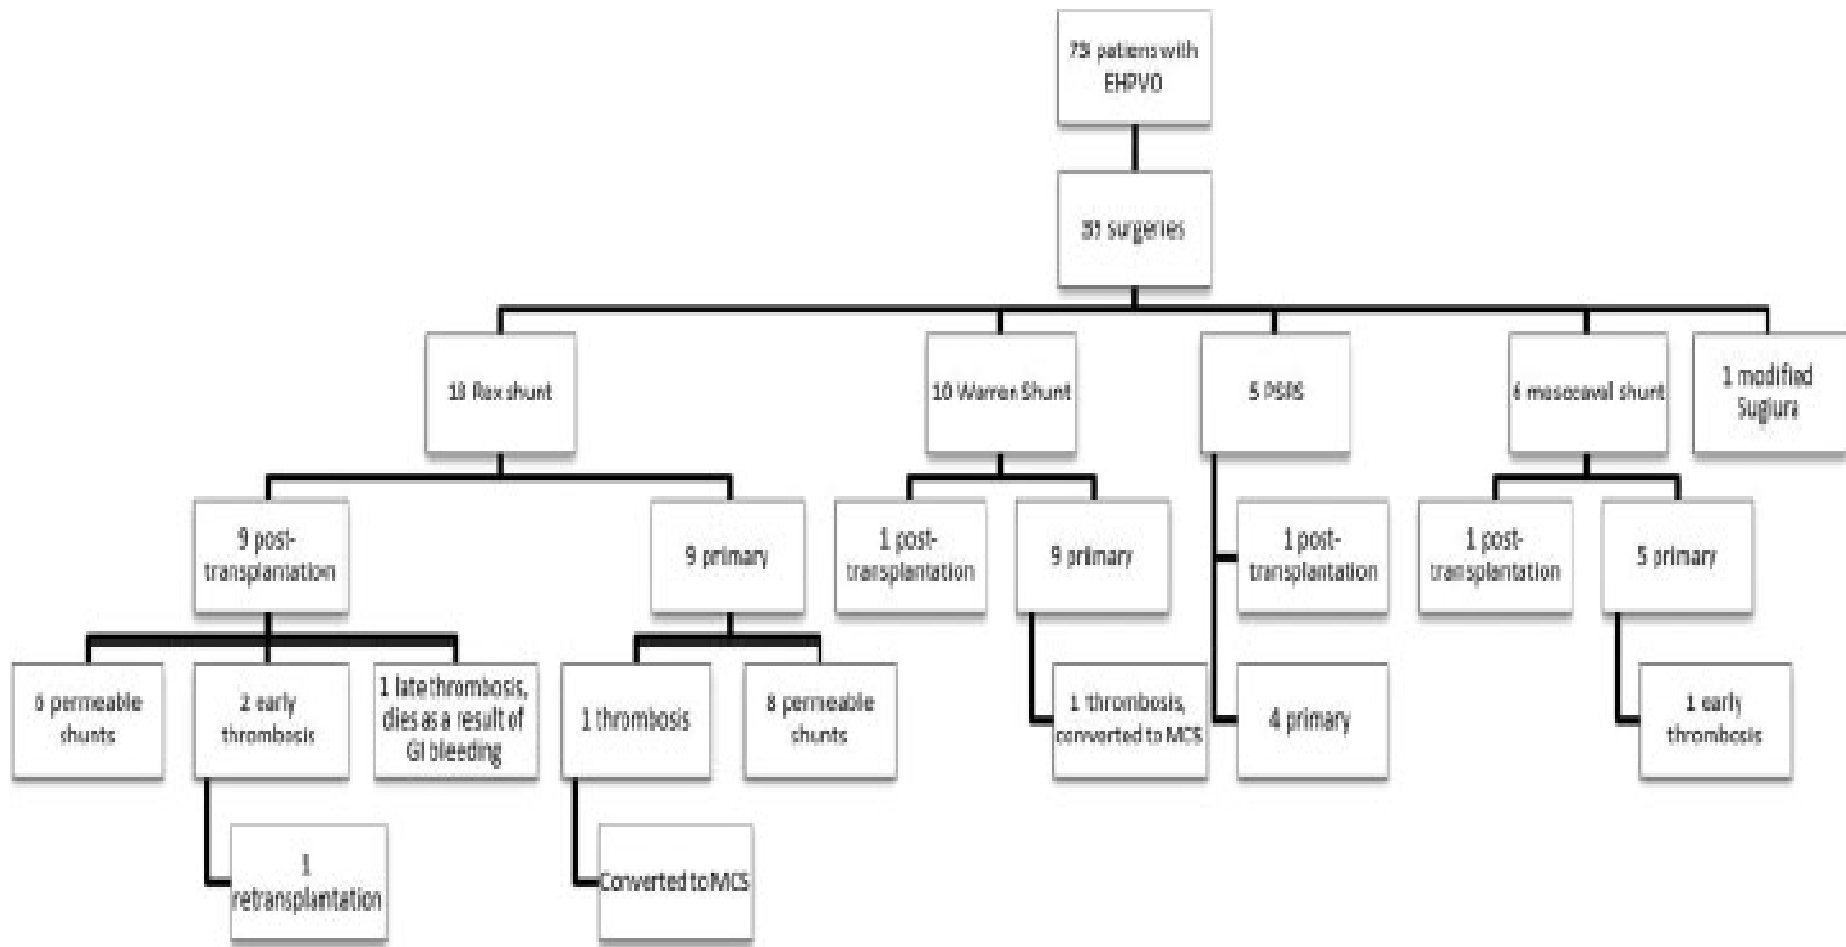 patiens with
EHPVO
surgeries
18 Rex shunt
10 Warren Shunt
5 PSRS
6 mesocaval shunt
1 modified
Sugiura
9 post-
transplantation
9 primary
1 post-
transplantation
9 primary
1 post-
transplantation
1 post-
transplantation
5 primary
6 permeable
shunts
2 early
thrombosis
1 late thrombosis,
dies as a result of
GI bleeding
1 thrombosis
8 permeable
shunts
1 thrombosis,
converted to MCS
4 primary
1 early
thrombosis
1
retransplantation
Converted to MCS